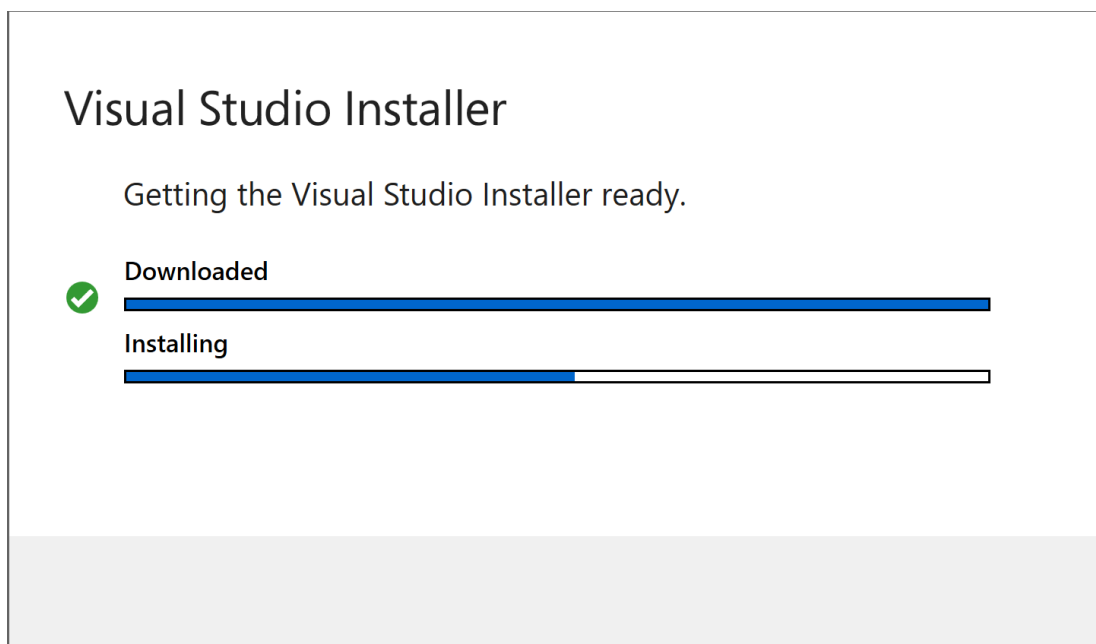 Visual Studio Installer
Getting the Visual Studio Installer ready.
Downloaded
Installing